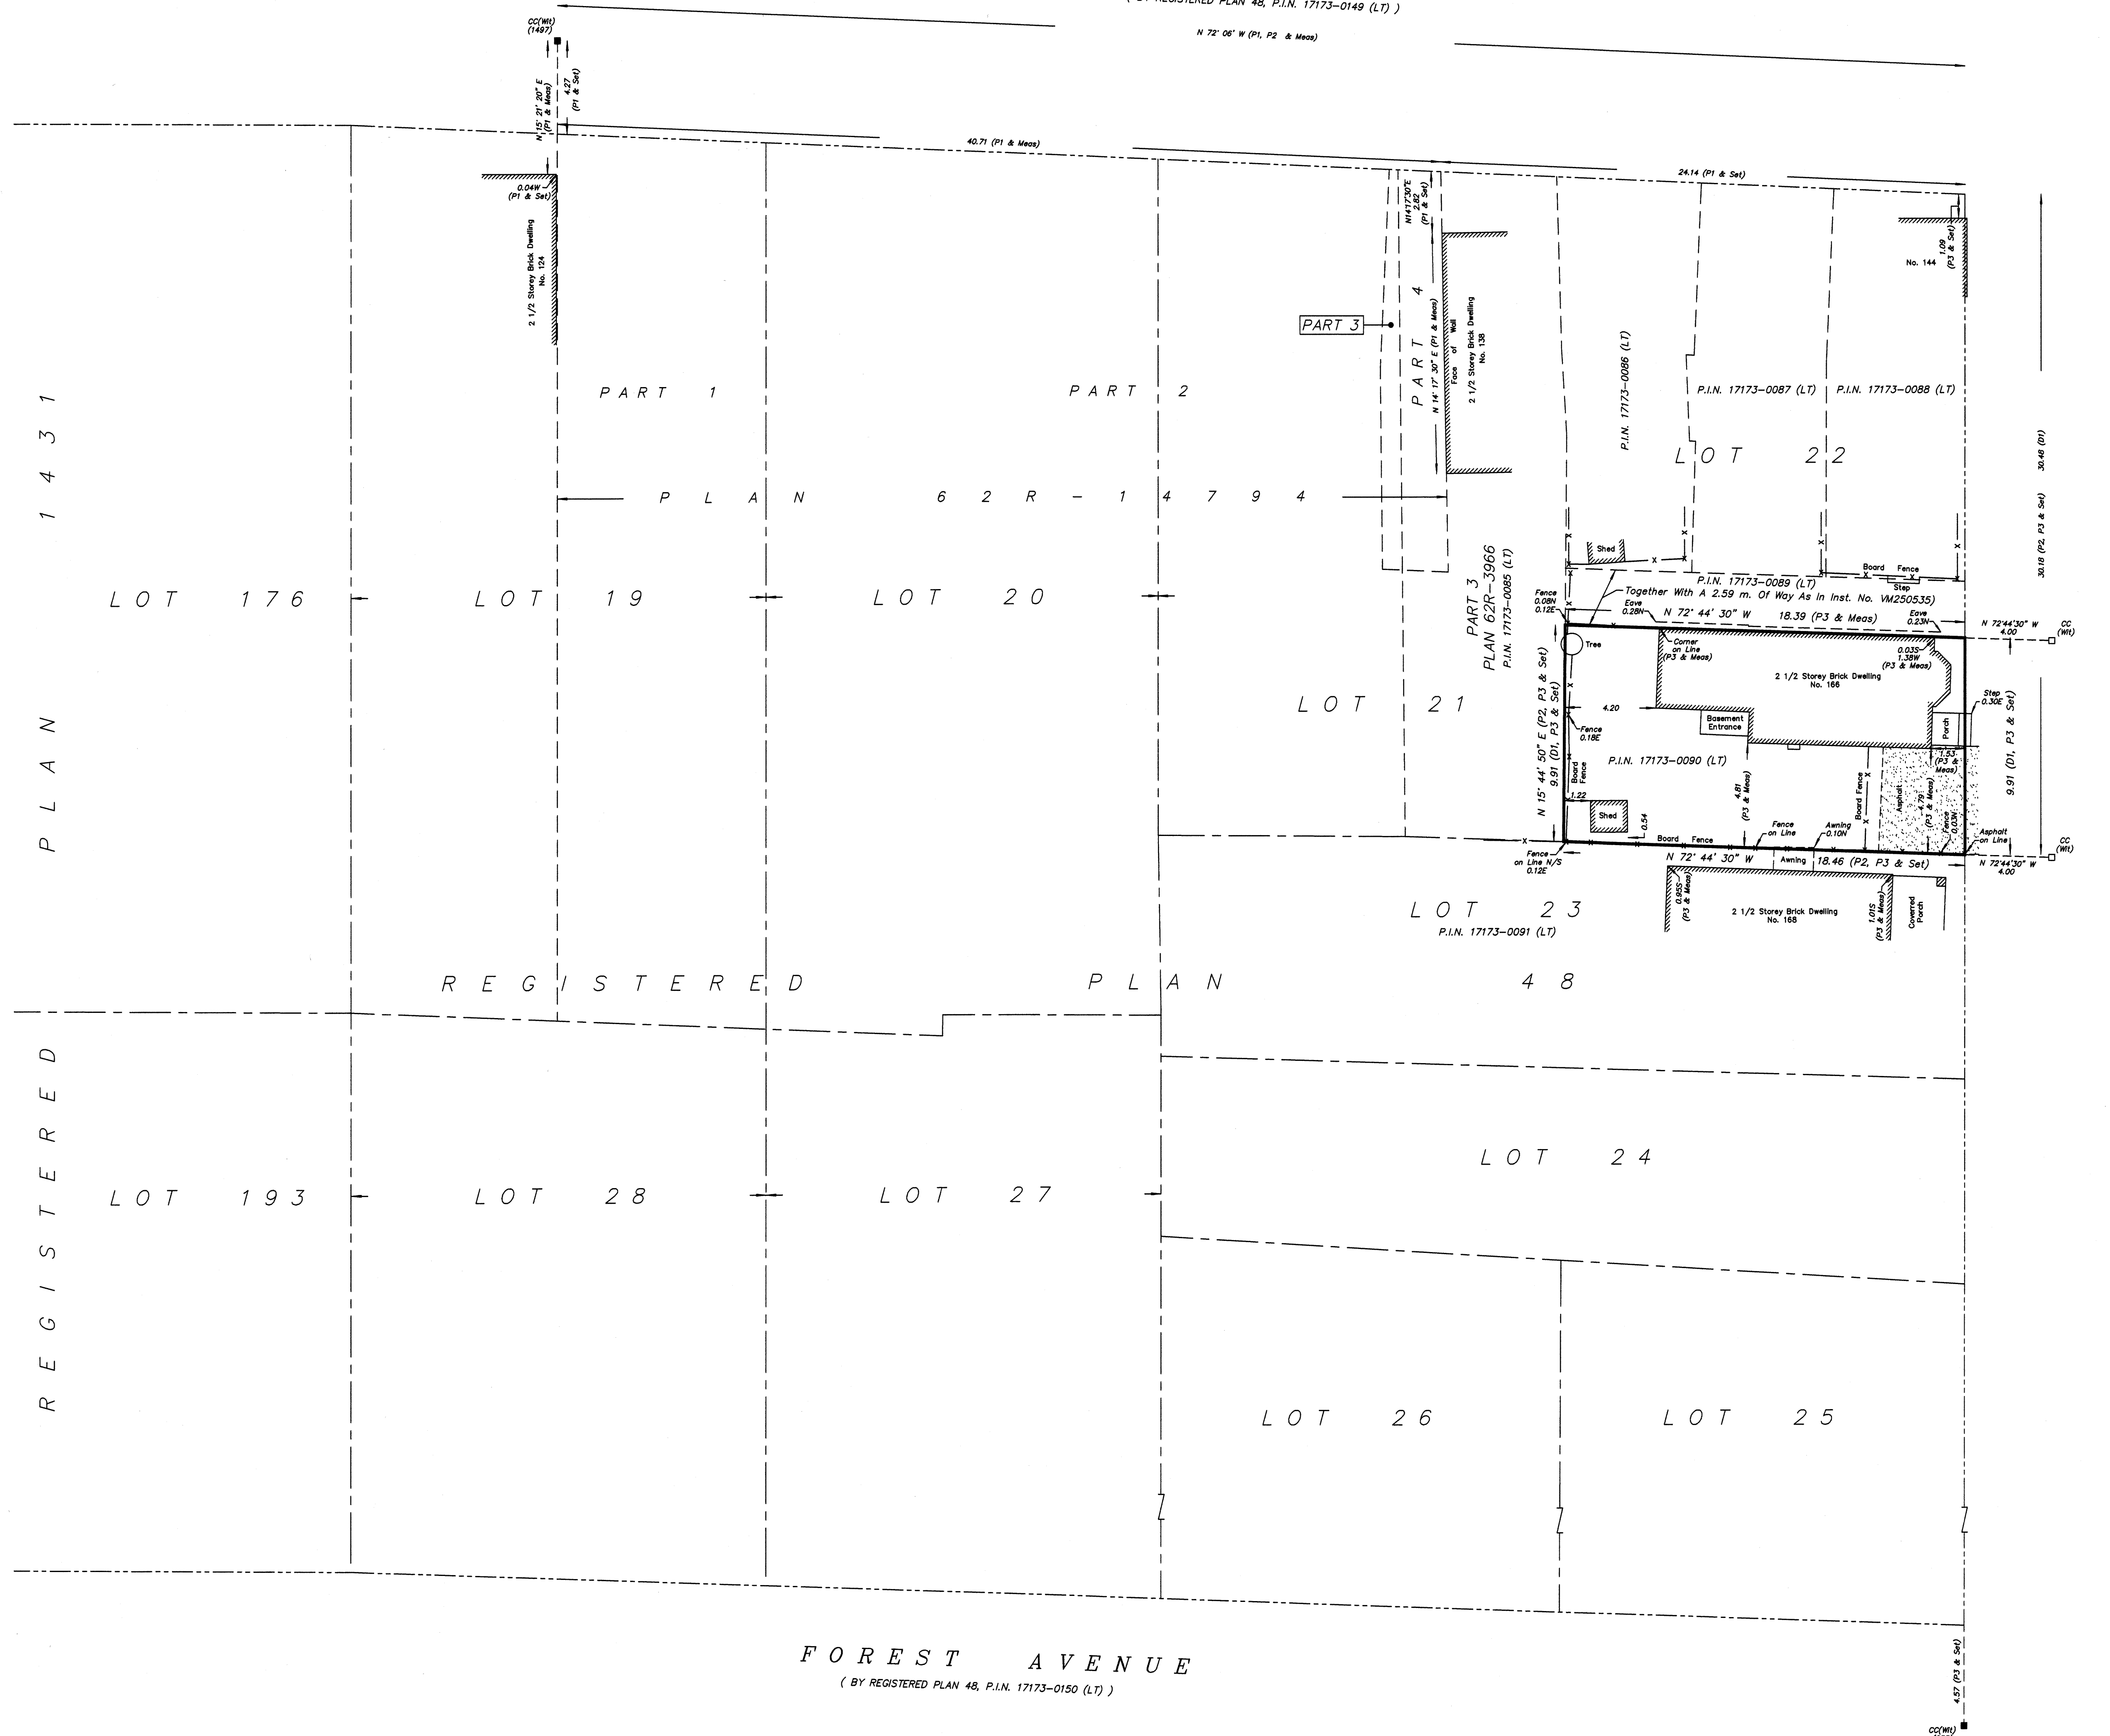 ( BY REGISTERED PLAN 48, P.I.N. 17173-0149 (LT) )
N 72° 06' W (P1, P2 & Meas)
CC(Wit)
(1497)
N 15° 21' 20" E
(P1 & Meas)
4.27
(P1 & Set)
40.71 (P1 & Meas)
24.14 (P1 & Set)
0.04W
(P1 & Set)
2 1/2 Storey Brick Dwelling
No. 124
N14°17'30"E
2.82
(P1 & Set)
PART 4
N 14° 17' 30" E (P1 & Meas)
Face of Wall
2 1/2 Storey Brick Dwelling
No. 138
PART 3
No. 144
1.09
(P3 & Set)
PART 1
PART 2
P.I.N. 17173-0086 (LT)
P.I.N. 17173-0087 (LT)
P.I.N. 17173-0088 (LT)
LOT 22
30.48 (D1)
30.18 (P2, P3 & Set)
PLAN 62R-14794
REGISTERED PLAN 1431
LOT 176
LOT 19
LOT 20
PART 3
PLAN 62R-3966
P.I.N. 17173-0085 (LT)
LOT 21
Shed
Board Fence
P.I.N. 17173-0089 (LT)
Step
Together With A 2.59 m. Of Way As In Inst. No. VM250535)
Fence
0.08N
0.12E
Eave
0.28N
N 72° 44' 30" W 18.39 (P3 & Meas)
Eave
0.23N
N 72°44'30" W
4.00
CC
(Wit)
Tree
Corner
on Line
(P3 & Meas)
0.03S
1.38W
(P3 & Meas)
2 1/2 Storey Brick Dwelling
No. 166
Step
0.30E
N 15° 44' 50" E (P2, P3 & Set)
9.91 (D1, P3 & Set)
4.20
Basement
Entrance
Porch
Fence
0.18E
Board
Fence
P.I.N. 17173-0090 (LT)
1.53
(P3 &
Meas)
9.91 (D1, P3 & Set)
1.22
Shed
0.54
4.81
(P3 & Meas)
Board Fence
Asphalt
4.79
(P3 & Meas)
Fence
0.03N
Fence
on Line
Awning
0.10N
Asphalt
on Line
Board Fence
Fence
on Line N/S
0.12E
N 72° 44' 30" W
Awning
18.46 (P2, P3 & Set)
N 72°44'30" W
4.00
CC
(Wit)
0.95S
(P3 & Meas)
2 1/2 Storey Brick Dwelling
No. 168
1.01S
(P3 & Meas)
Coverred
Porch
LOT 23
P.I.N. 17173-0091 (LT)
REGISTERED PLAN 48
LOT 24
LOT 193
LOT 28
LOT 27
LOT 26
LOT 25
FOREST AVENUE
( BY REGISTERED PLAN 48, P.I.N. 17173-0150 (LT) )
4.57 (P3 & Set)
CC(Wit)